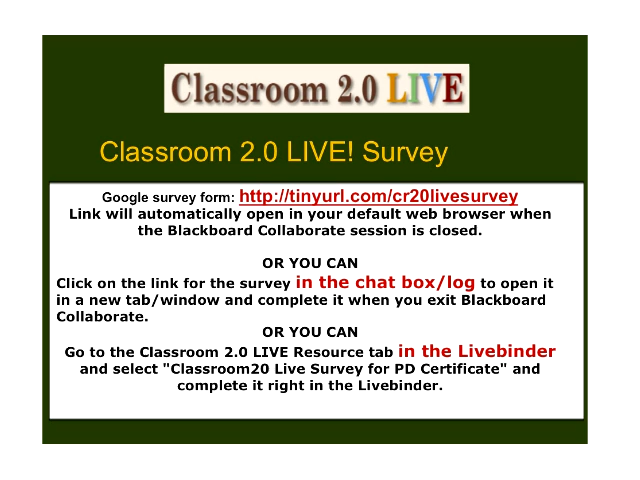 Classroom 2.0 LIVE
Classroom 2.0 LIVE! Survey
Google survey form: http://tinyurl.com/cr20livesurvey
Link will automatically open in your default web browser when
the Blackboard Collaborate session is closed.
OR YOU CAN
Click on the link for the survey in the chat box/log to open it
in a new tab/window and complete it when you exit Blackboard
Collaborate.
OR YOU CAN
Go to the Classroom 2.0 LIVE Resource tab in the Livebinder
and select "Classroom20 Live Survey for PD Certificate" and
complete it right in the Livebinder.